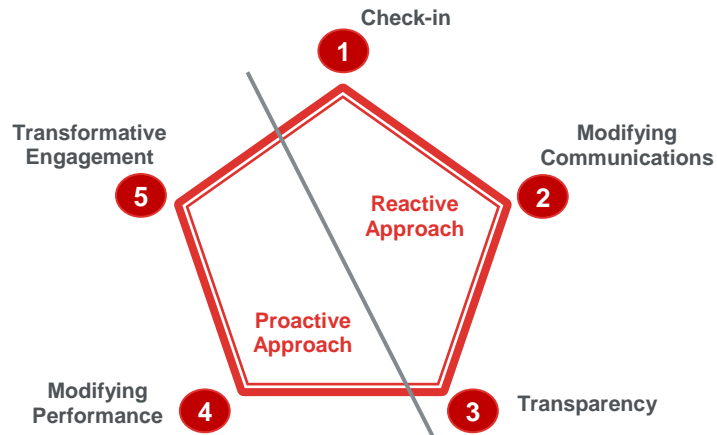 Check-in
1
Transformative
Engagement
Modifying
Communications
5
2
Reactive
Approach
Proactive
Approach
Modifying
Performance
4
3
Transparency